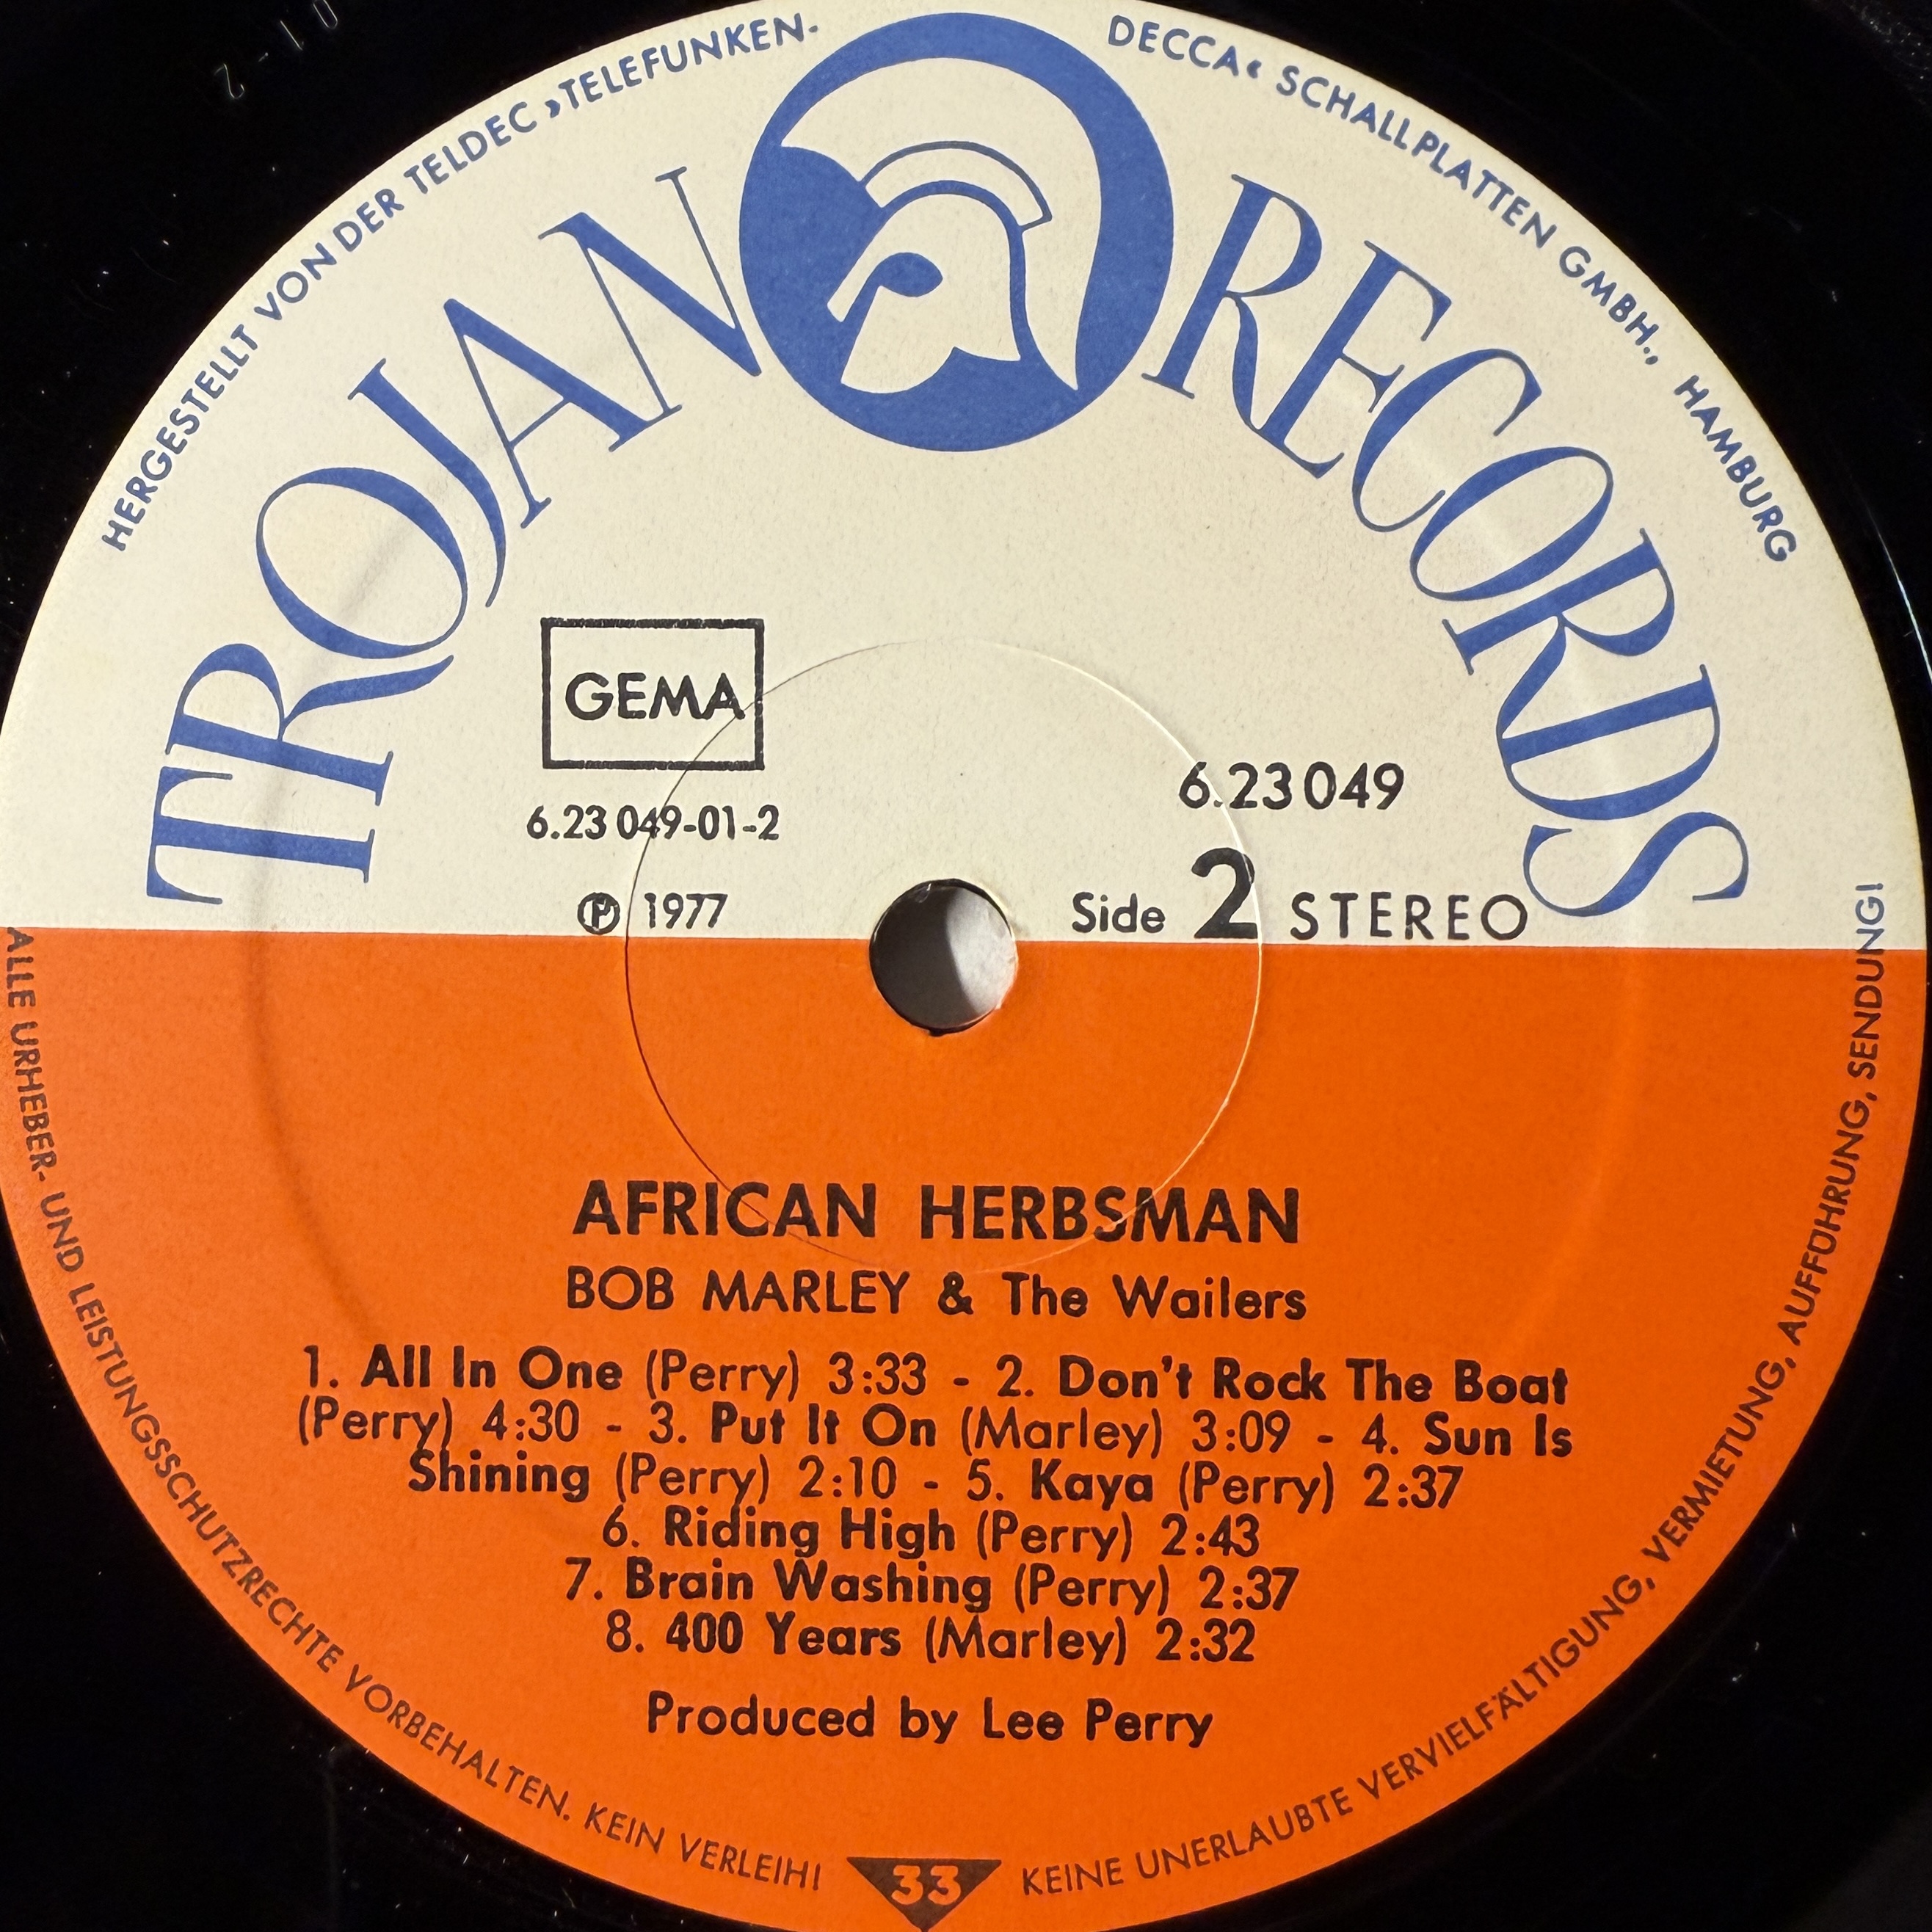 01-2
HERGESTELLT VON DER TELDEC »TELEFUNKEN-DECCA« SCHALLPLATTEN GMBH., HAMBURG
TROJAN RECORDS
GEMA
6.23049
6.23 049-01-2
Ⓟ 1977
Side 2 STEREO
AFRICAN HERBSMAN
BOB MARLEY & The Wailers
1. All In One (Perry) 3:33 - 2. Don't Rock The Boat
(Perry) 4:30 - 3. Put It On (Marley) 3:09 - 4. Sun Is
Shining (Perry) 2:10 - 5. Kaya (Perry) 2:37
6. Riding High (Perry) 2:43
7. Brain Washing (Perry) 2:37
8. 400 Years (Marley) 2:32
Produced by Lee Perry
ALLE URHEBER- UND LEISTUNGSSCHUTZRECHTE VORBEHALTEN. KEIN VERLEIH!
33
KEINE UNERLAUBTE VERVIELFÄLTIGUNG, VERMIETUNG, AUFFÜHRUNG, SENDUNG!